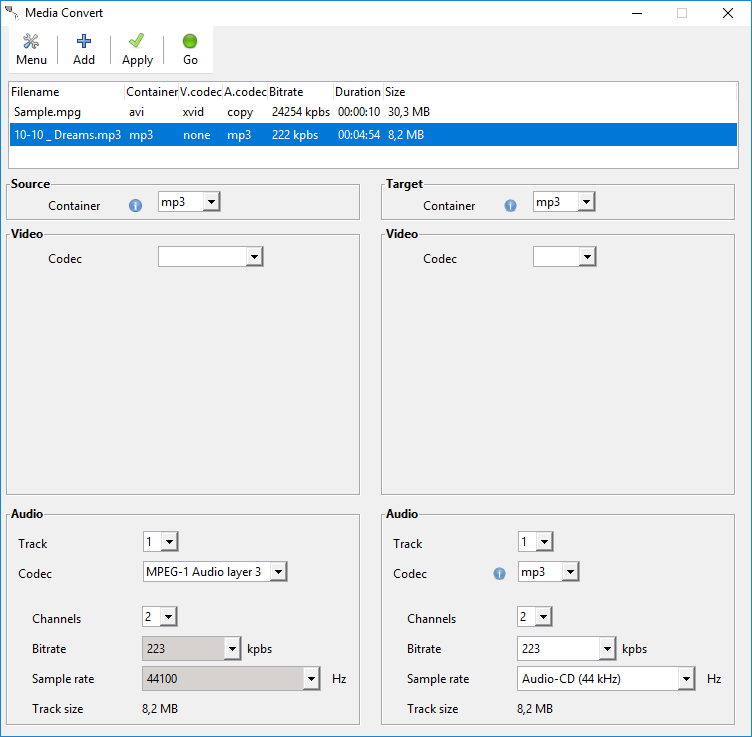 Media Convert
Menu Add Apply Go
Filename Container V.codec A.codec Bitrate Duration Size
Sample.mpg avi xvid copy 24254 kpbs 00:00:10 30,3 MB
10-10 _ Dreams.mp3 mp3 none mp3 222 kpbs 00:04:54 8,2 MB
Source Target
Container mp3 Container mp3
Video Video
Codec Codec
Audio Audio
Track 1 Track 1
Codec MPEG-1 Audio layer 3 Codec mp3
Channels 2 Channels 2
Bitrate 223 kpbs Bitrate 223 kpbs
Sample rate 44100 Hz Sample rate Audio-CD (44 kHz) Hz
Track size 8,2 MB Track size 8,2 MB